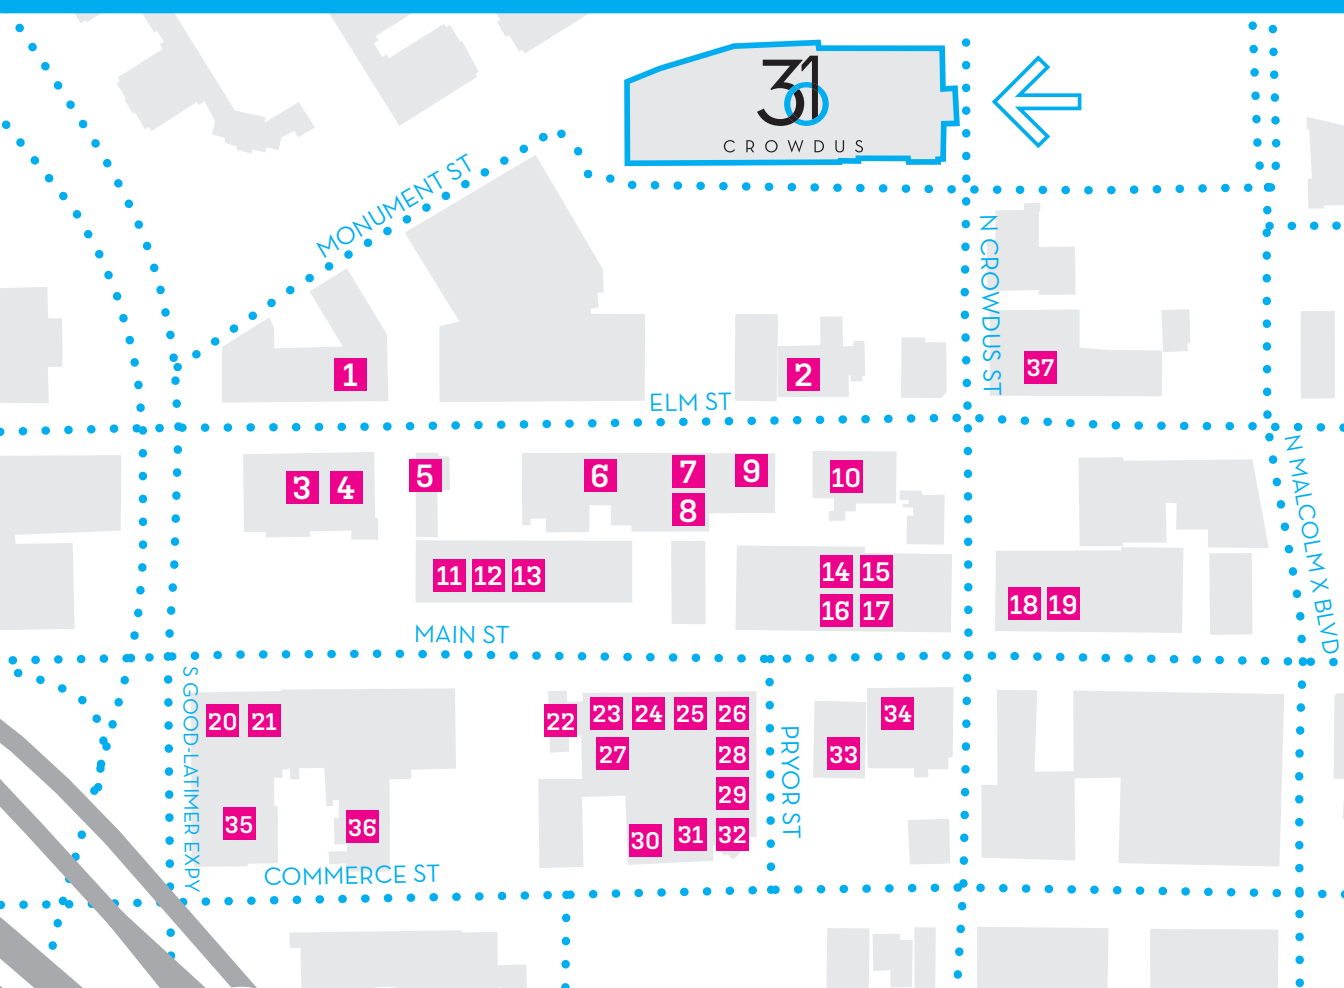 301
CROWDUS
MONUMENT ST
N CROWDUS ST
1
2
37
ELM ST
3 4
5
6
7
8
9
10
N MALCOLM X BLVD
11 12 13
14 15
16 17
18 19
MAIN ST
S GOOD-LATIMER EXPY
20 21
22
23 24 25 26
27
28
29
30 31 32
PRYOR ST
33
34
35
36
COMMERCE ST